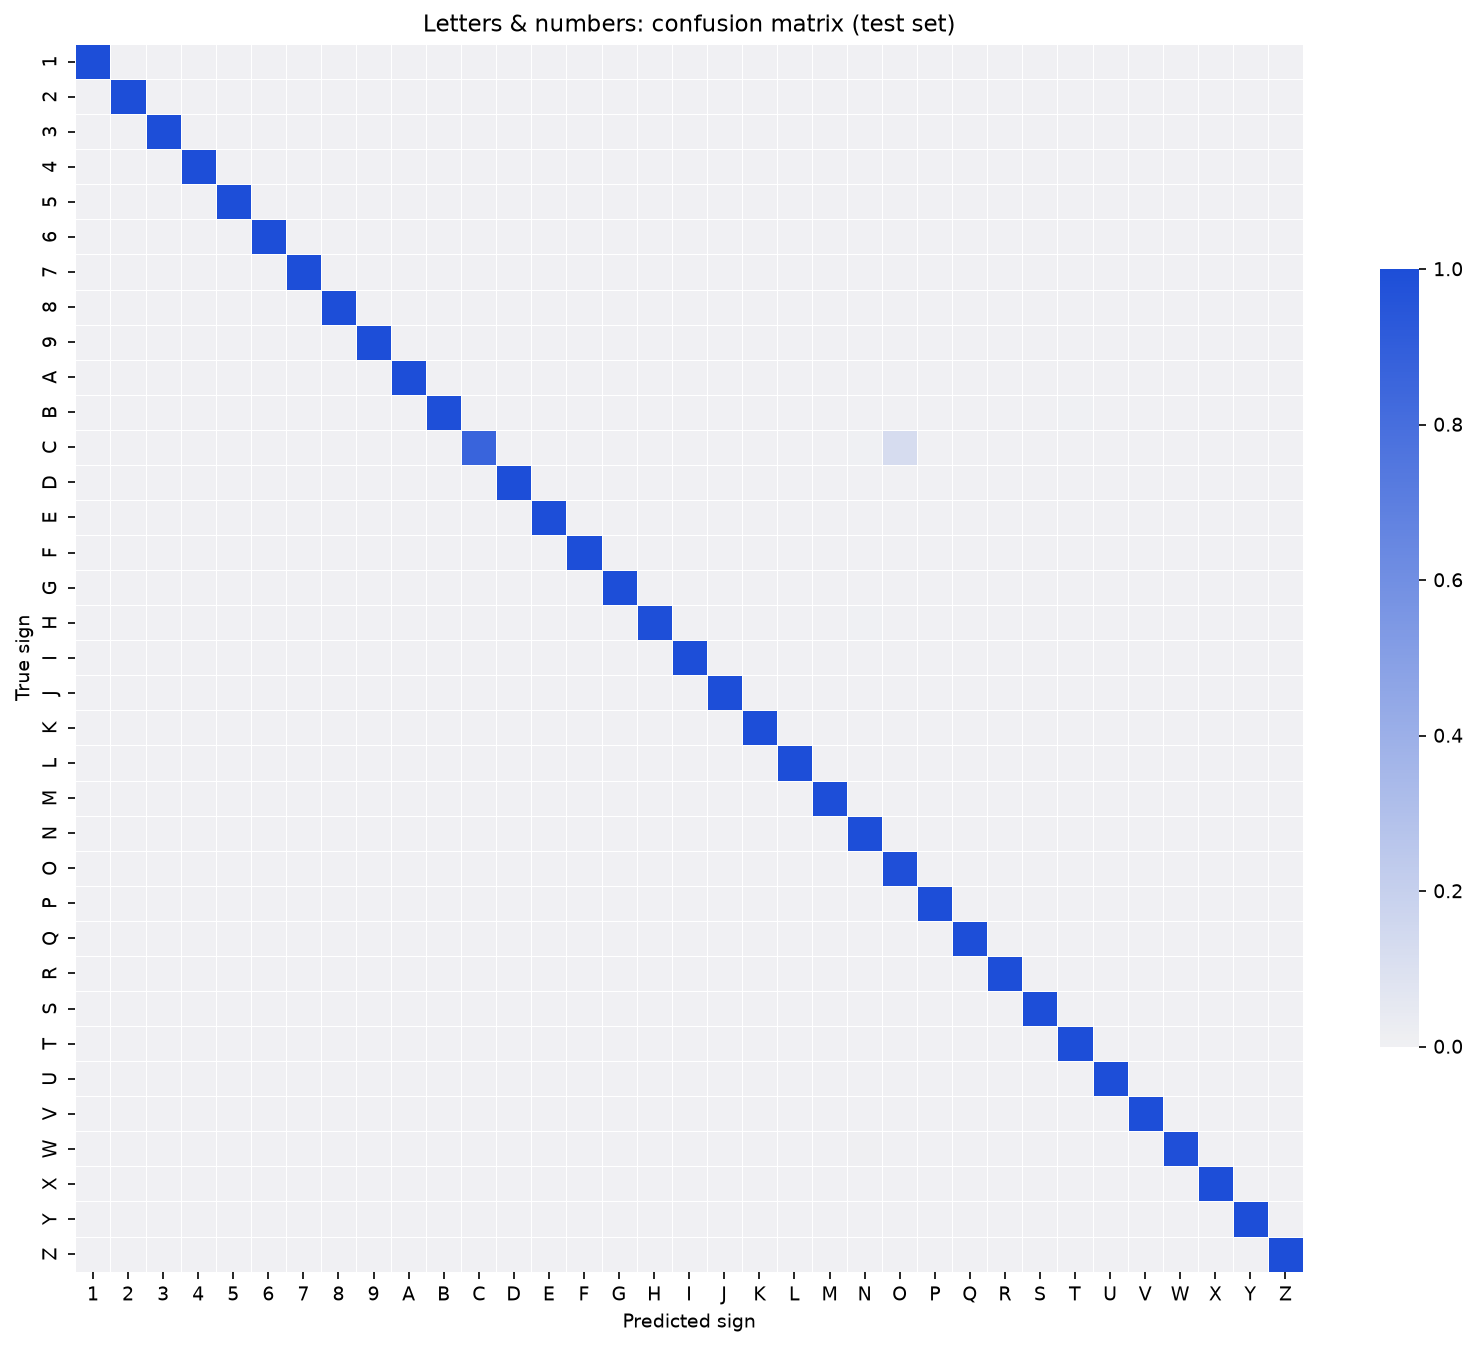 Letters & numbers: confusion matrix (test set)
True sign
1
2
3
4
5
6
7
8
9
A
B
C
D
E
F
G
H
I
J
K
L
M
N
O
P
Q
R
S
T
U
V
W
X
Y
Z
1 2 3 4 5 6 7 8 9 A B C D E F G H I J K L M N O P Q R S T U V W X Y Z
Predicted sign
1.0
0.8
0.6
0.4
0.2
0.0